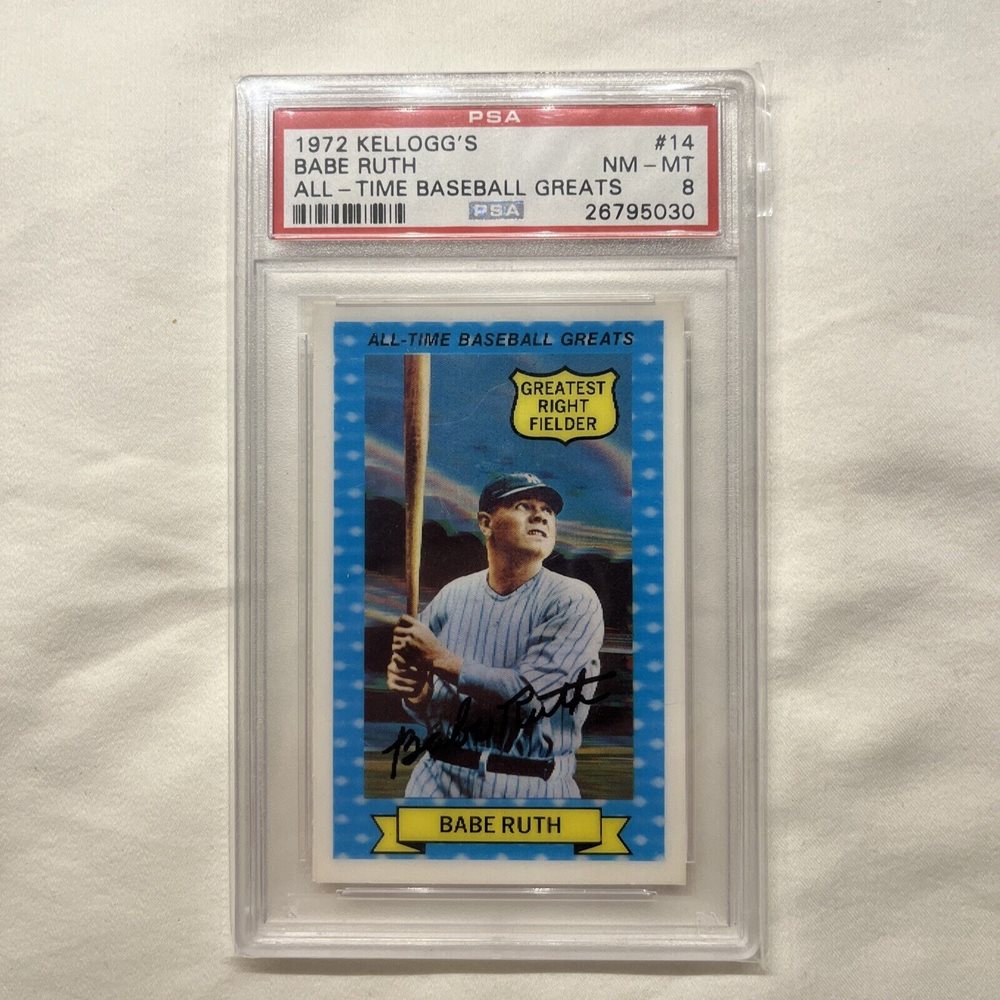 PSA
1972 KELLOGG'S #14
BABE RUTH NM - MT
ALL - TIME BASEBALL GREATS 8
PSA 26795030
ALL-TIME BASEBALL GREATS
GREATEST
RIGHT
FIELDER
Babe Ruth
BABE RUTH